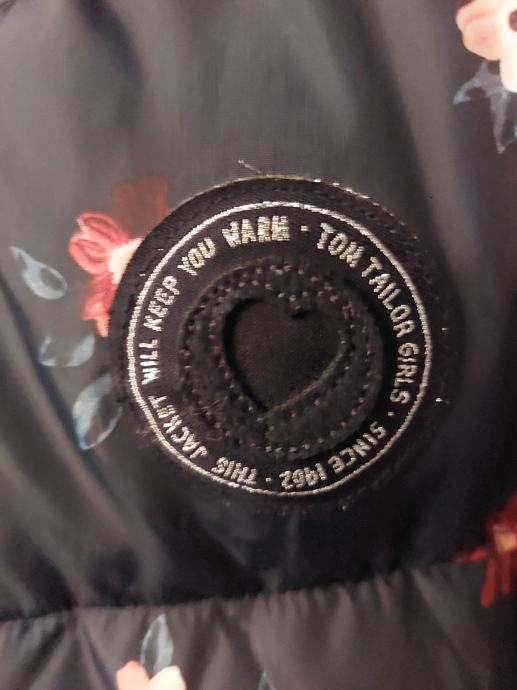 THIS JACKET WILL KEEP YOU WARM · TOM TAILOR GIRLS · SINCE 1962 ·